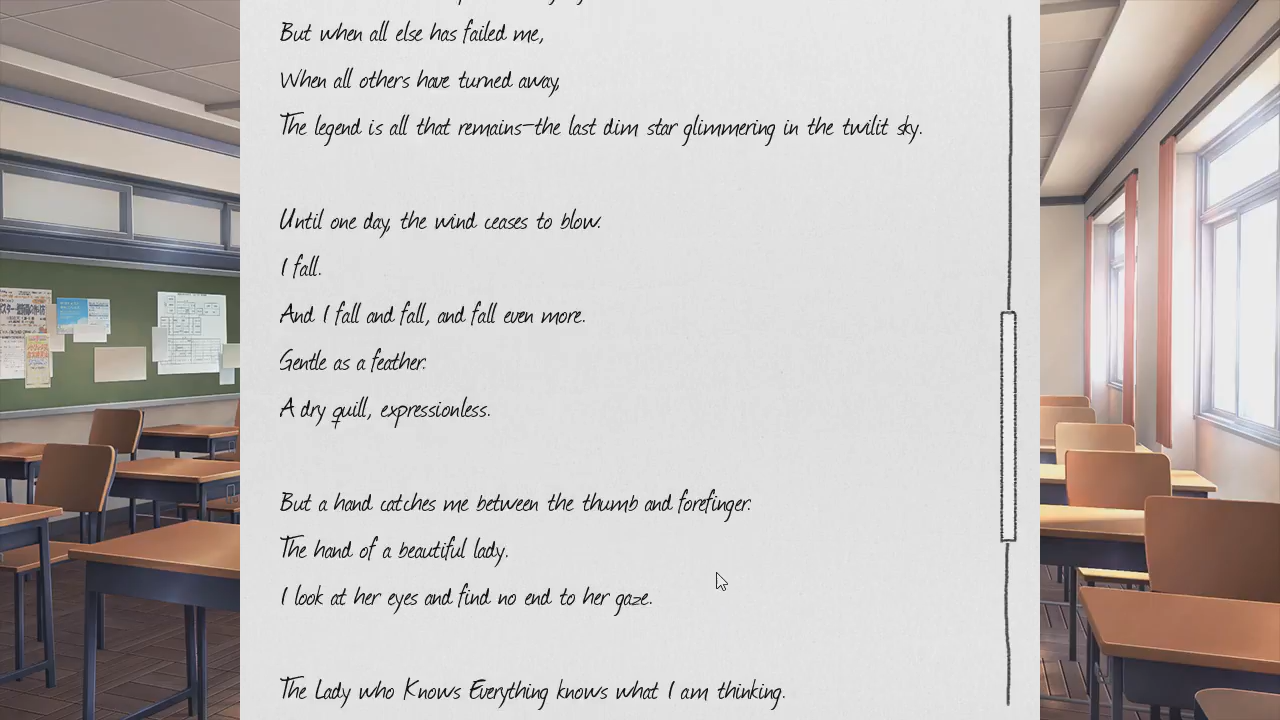 But when all else has failed me,
When all others have turned away,
The legend is all that remains—the last dim star glimmering in the twilit sky.
Until one day, the wind ceases to blow.
I fall.
And I fall and fall, and fall even more.
Gentle as a feather.
A dry quill, expressionless.
But a hand catches me between the thumb and forefinger.
The hand of a beautiful lady.
I look at her eyes and find no end to her gaze.
The Lady who Knows Everything knows what I am thinking.